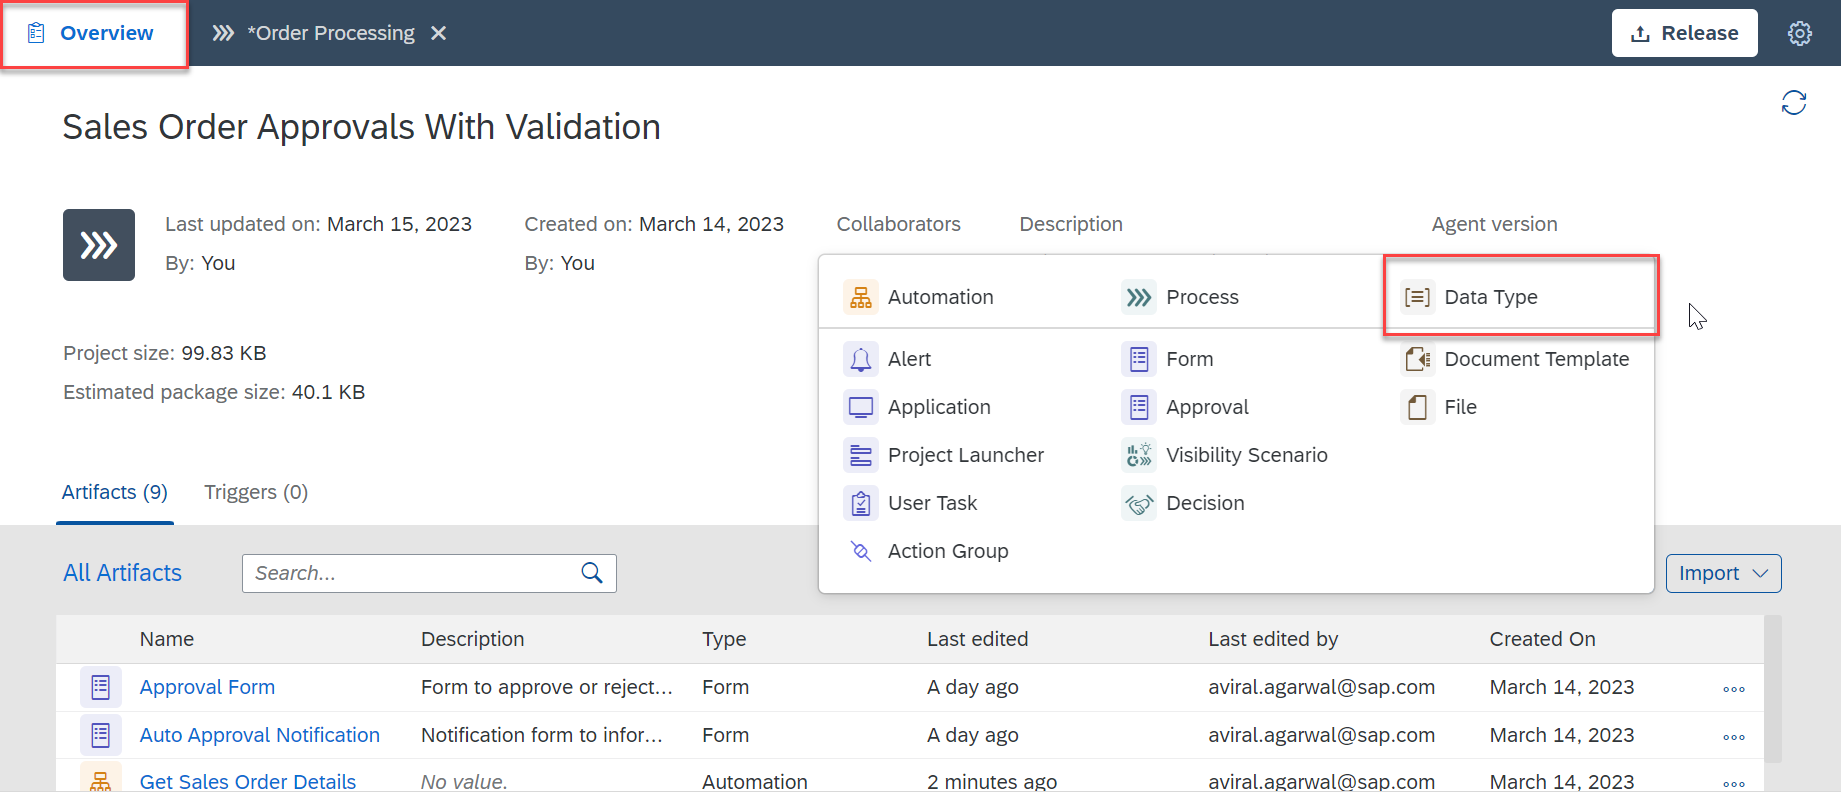 Overview
*Order Processing
Release
Sales Order Approvals With Validation
Last updated on: March 15, 2023
By: You
Created on: March 14, 2023
By: You
Collaborators
Description
Agent version
Project size: 99.83 KB
Estimated package size: 40.1 KB
Automation
Process
Data Type
Alert
Form
Document Template
Application
Approval
File
Project Launcher
Visibility Scenario
User Task
Decision
Action Group
Artifacts (9)
Triggers (0)
All Artifacts
Search...
Import
Name Description Type Last edited Last edited by Created On
Approval Form Form to approve or reject... Form A day ago aviral.agarwal@sap.com March 14, 2023
Auto Approval Notification Notification form to infor... Form A day ago aviral.agarwal@sap.com March 14, 2023
Get Sales Order Details No value. Automation 2 minutes ago aviral.agarwal@sap.com March 14, 2023